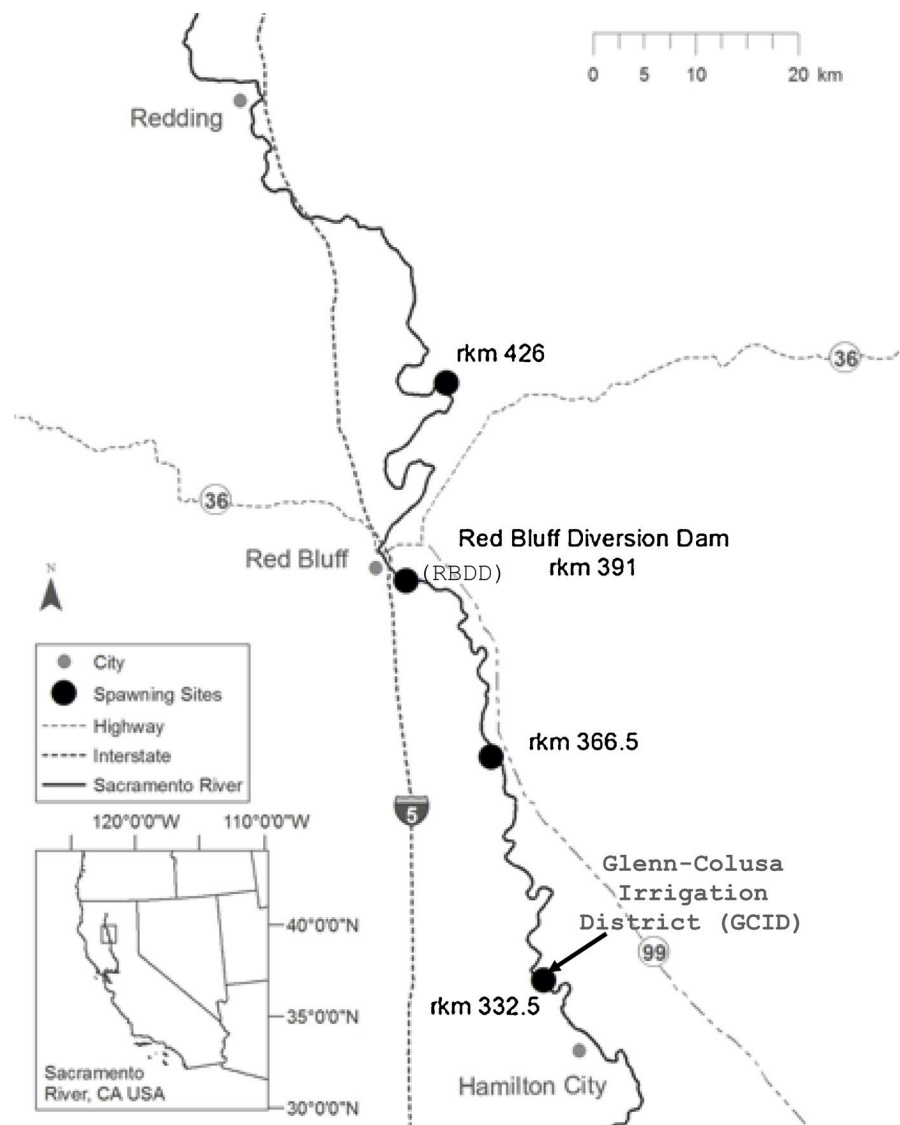 0 5 10 20 km
Redding
rkm 426
36
36
Red Bluff Diversion Dam
rkm 391
Red Bluff
(RBDD)
N
City
Spawning Sites
Highway
Interstate
Sacramento River
rkm 366.5
5
120°0'0"W 110°0'0"W
Glenn-Colusa
Irrigation
District (GCID)
40°0'0"N
99
rkm 332.5
35°0'0"N
Sacramento
River, CA USA
Hamilton City
30°0'0"N